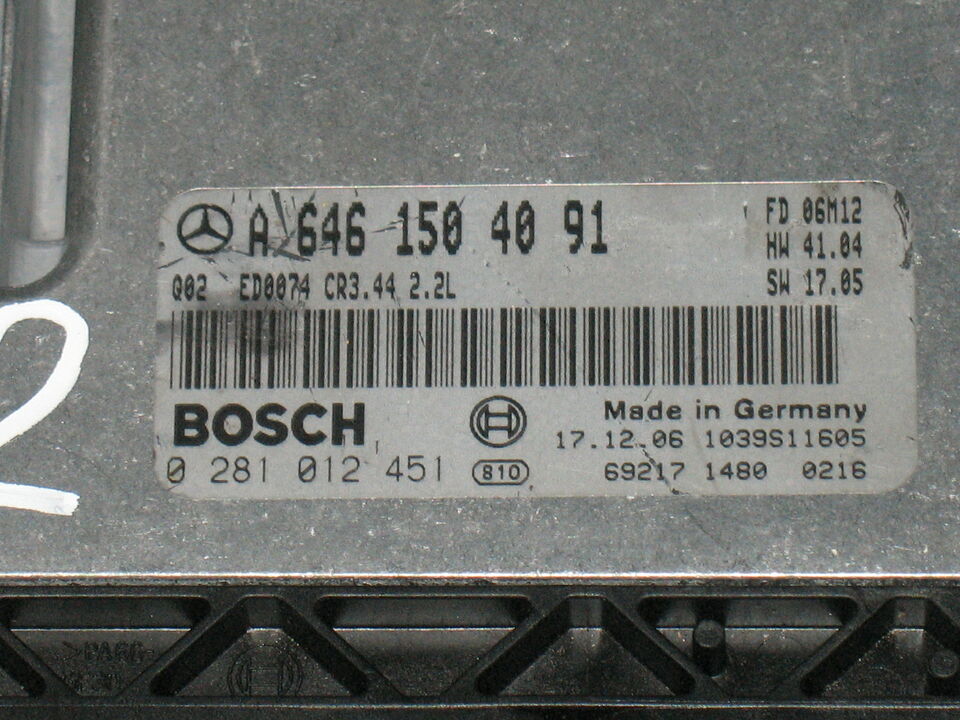 A 646 150 40 91
FD 06M12
HW 41.04
Q02 ED0074 CR3.44 2.2L
SW 17.05
BOSCH
Made in Germany
17.12.06 1039S11605
0 281 012 451
810
69217 1480 0216
2